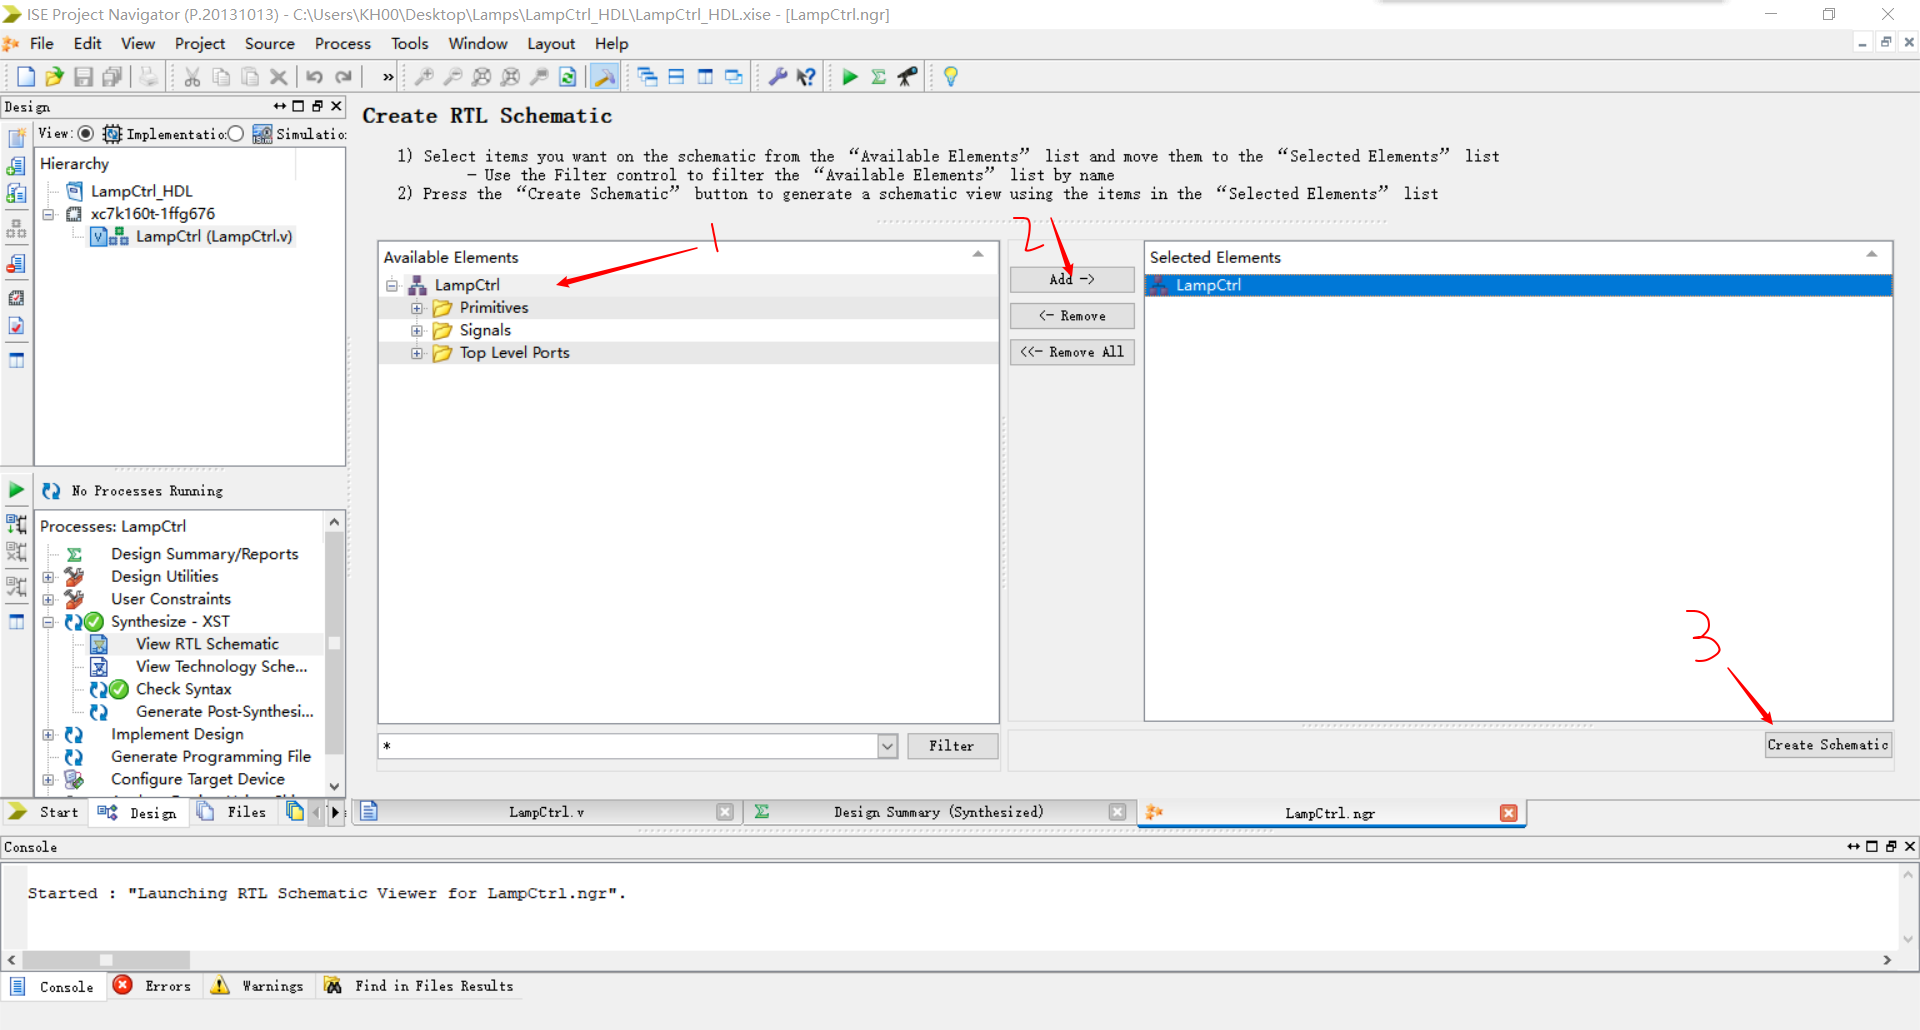 ISE Project Navigator (P.20131013) - C:\Users\KH00\Desktop\Lamps\LampCtrl_HDL\LampCtrl_HDL.xise - [LampCtrl.ngr]
File Edit View Project Source Process Tools Window Layout Help
Design
View: Implementatio: Simulatio:
Hierarchy
LampCtrl_HDL
xc7k160t-1ffg676
LampCtrl (LampCtrl.v)
No Processes Running
Processes: LampCtrl
Design Summary/Reports
Design Utilities
User Constraints
Synthesize - XST
View RTL Schematic
View Technology Sche...
Check Syntax
Generate Post-Synthesi...
Implement Design
Generate Programming File
Configure Target Device
Start Design Files
Create RTL Schematic
1) Select items you want on the schematic from the “Available Elements” list and move them to the “Selected Elements” list
- Use the Filter control to filter the “Available Elements” list by name
2) Press the “Create Schematic” button to generate a schematic view using the items in the “Selected Elements” list
1
2
Available Elements
LampCtrl
Primitives
Signals
Top Level Ports
*
Filter
Add ->
<- Remove
<<- Remove All
Selected Elements
LampCtrl
3
Create Schematic
LampCtrl.v Design Summary (Synthesized) LampCtrl.ngr
Console
Started : "Launching RTL Schematic Viewer for LampCtrl.ngr".
Console Errors Warnings Find in Files Results